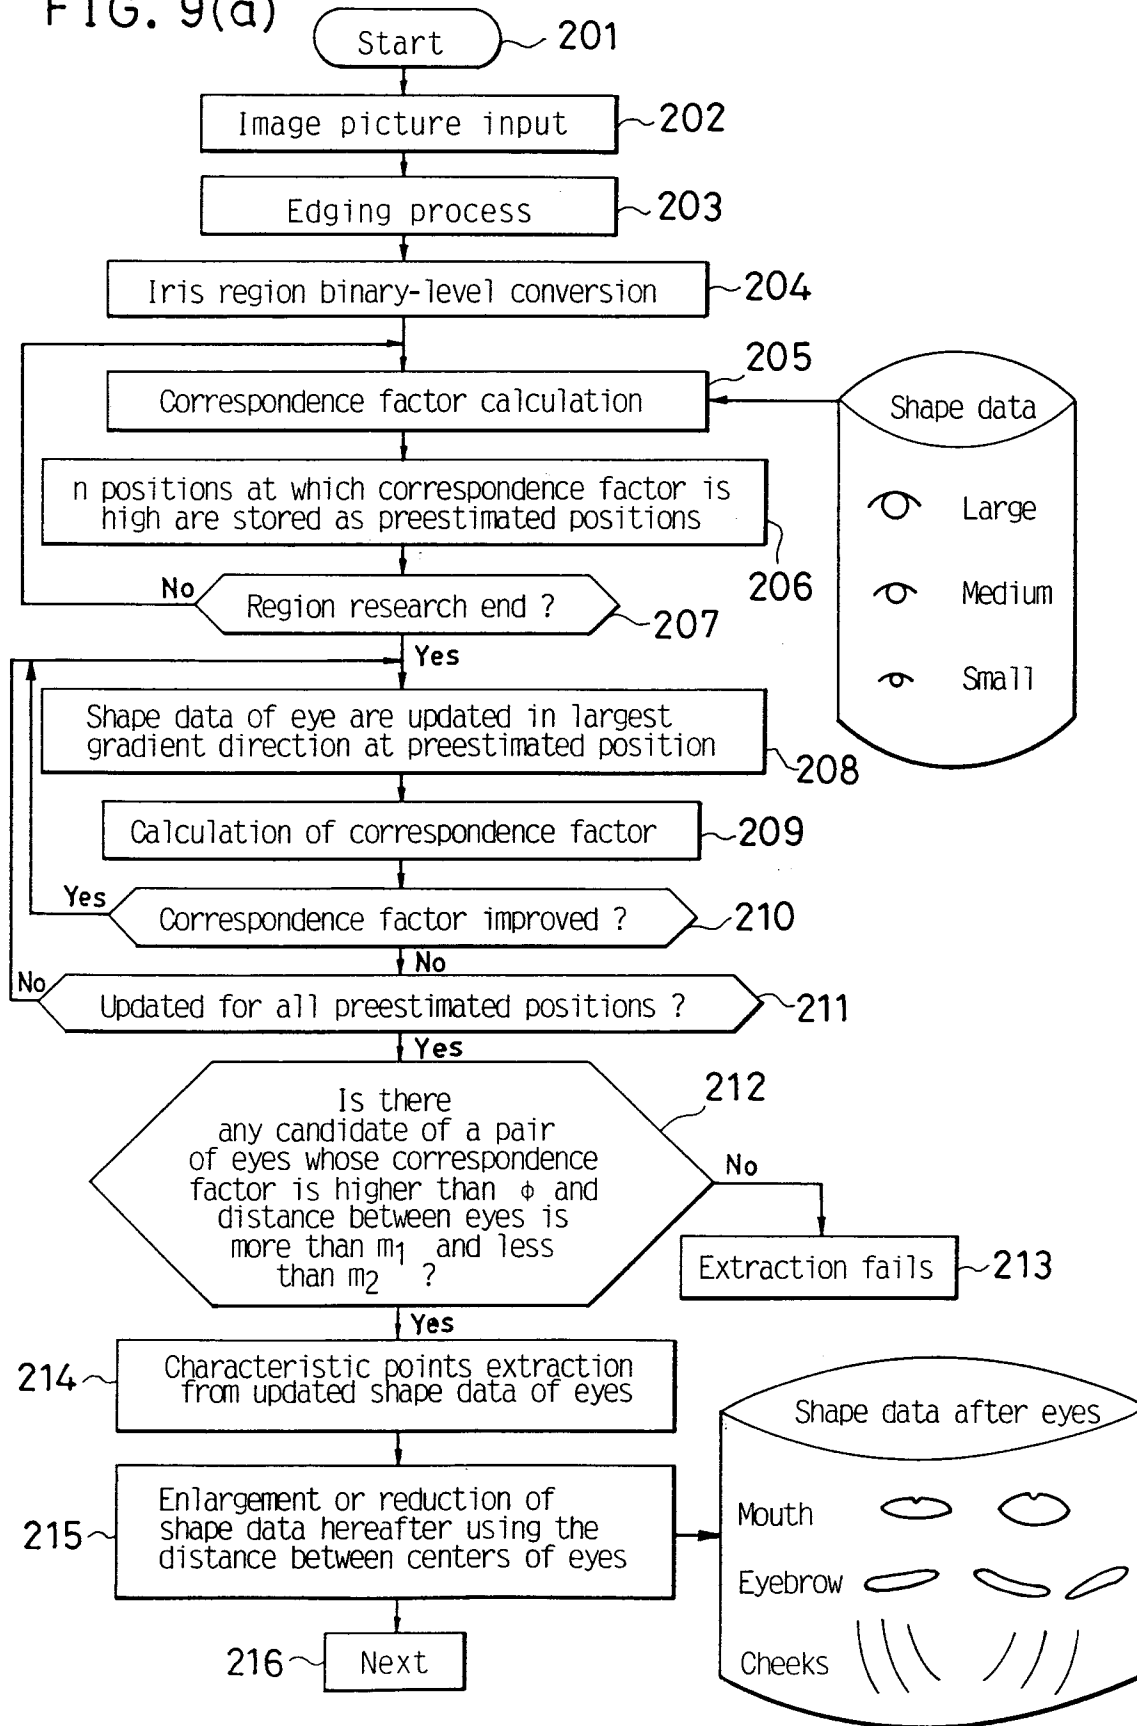 FIG. 9(a)
Start
201
Image picture input
202
Edging process
203
Iris region binary-level conversion
204
205
Correspondence factor calculation
Shape data
Large
Medium
Small
n positions at which correspondence factor is
high are stored as preestimated positions
206
No
Region research end ?
207
Yes
Shape data of eye are updated in largest
gradient direction at preestimated position
208
Calculation of correspondence factor
209
Yes
Correspondence factor improved ?
210
No
No
Updated for all preestimated positions ?
211
Yes
212
Is there
any candidate of a pair
of eyes whose correspondence
factor is higher than ϕ and
distance between eyes is
more than m₁ and less
than m₂ ?
No
Extraction fails
213
Yes
214
Characteristic points extraction
from updated shape data of eyes
215
Enlargement or reduction of
shape data hereafter using the
distance between centers of eyes
Shape data after eyes
Mouth
Eyebrow
Cheeks
216
Next